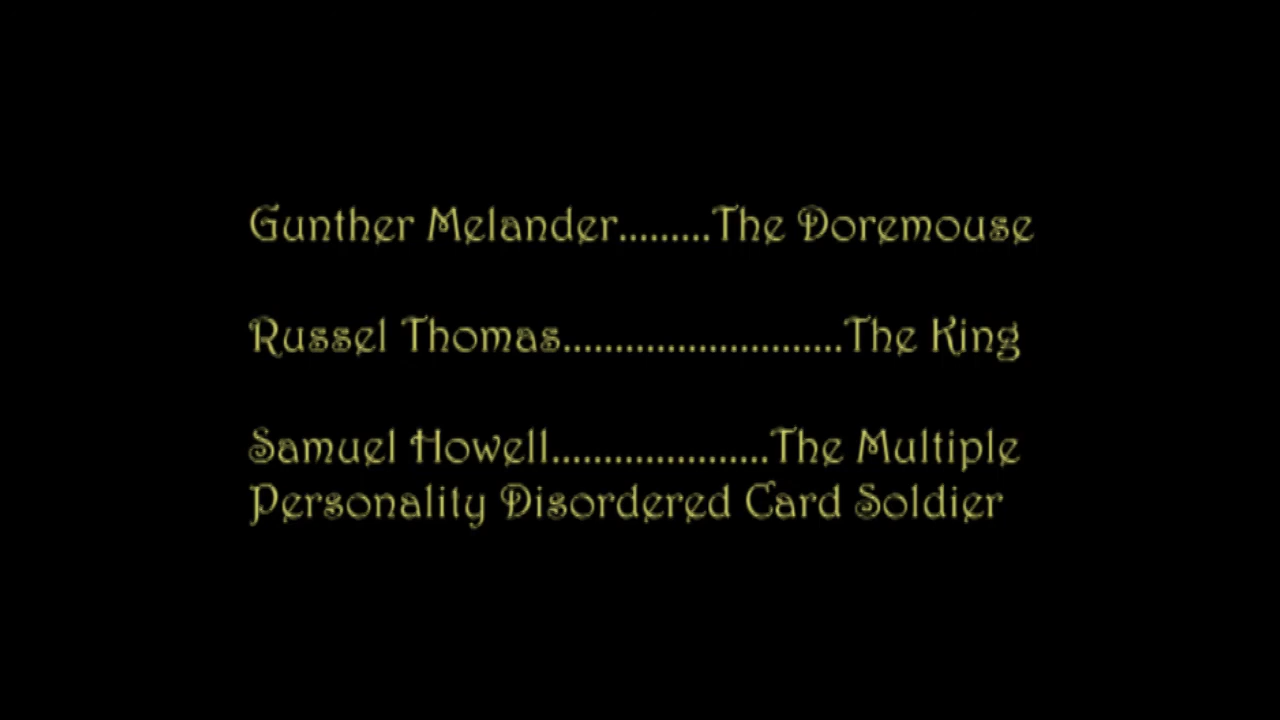 Gunther Melander.........The Doremouse
Russel Thomas...........................The King
Samuel Howell.....................The Multiple
Personality Disordered Card Soldier